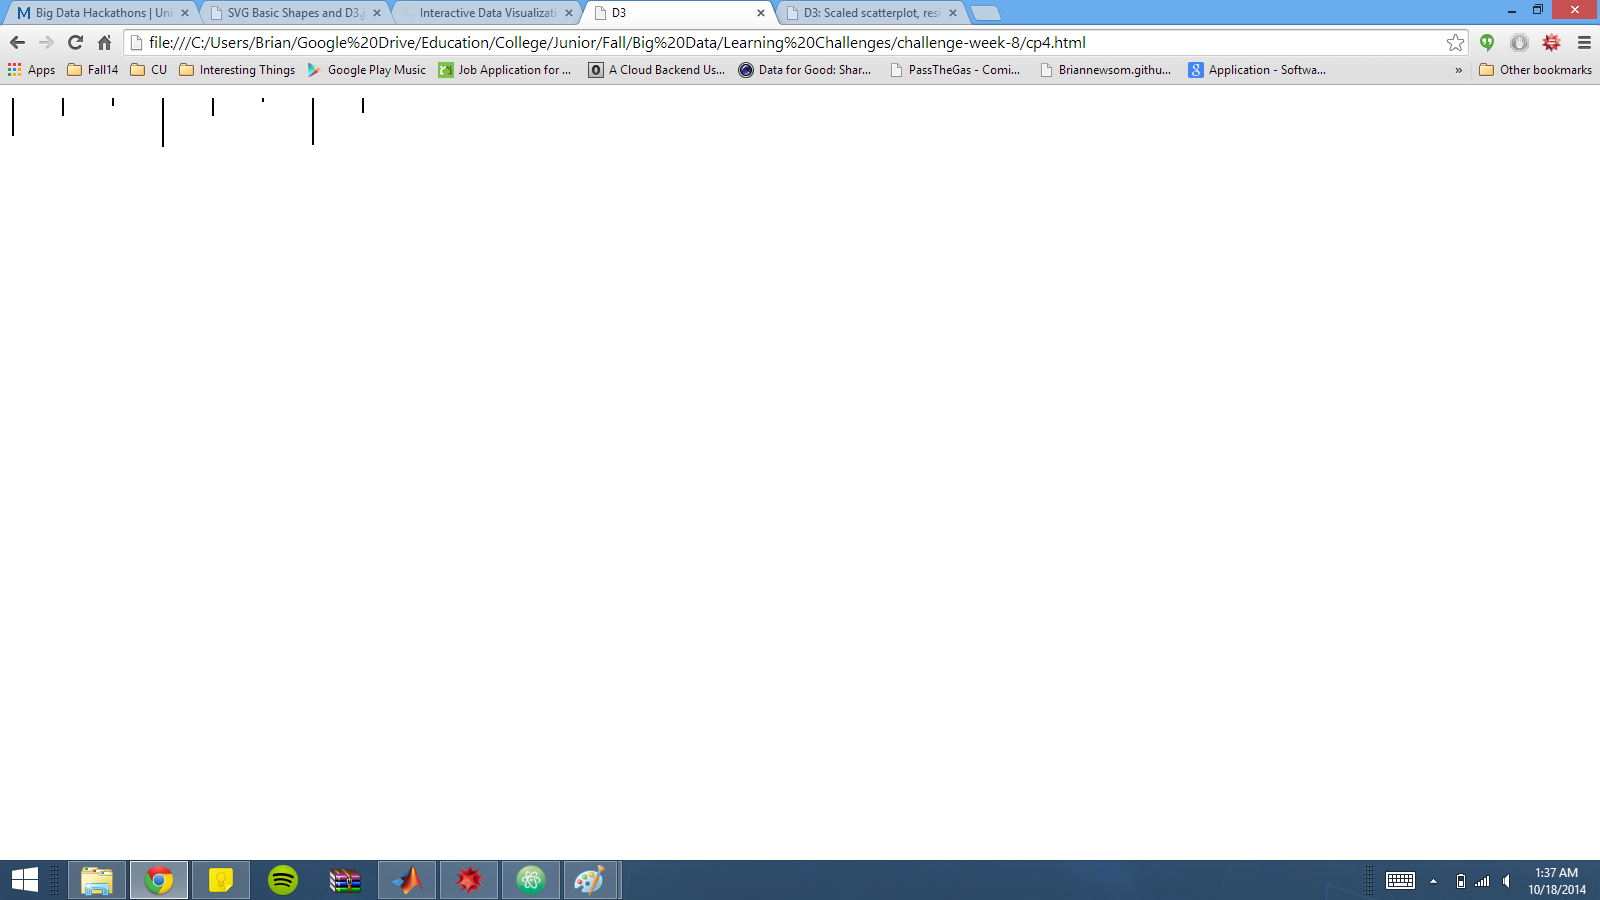 Big Data Hackathons | Uni
SVG Basic Shapes and D3.j
Interactive Data Visualizati
D3
D3: Scaled scatterplot, resi
file:///C:/Users/Brian/Google%20Drive/Education/College/Junior/Fall/Big%20Data/Learning%20Challenges/challenge-week-8/cp4.html
Apps Fall14 CU Interesting Things Google Play Music Job Application for ... A Cloud Backend Us... Data for Good: Shar... PassTheGas - Comi... Briannewsom.githu... Application - Softwa... » Other bookmarks
1:37 AM
10/18/2014